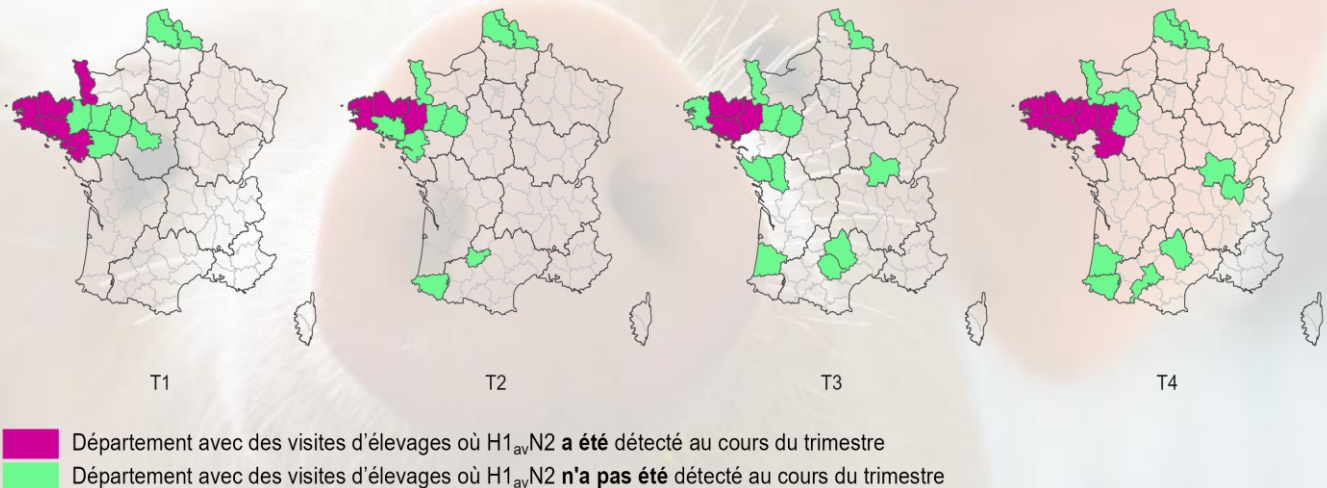 T1
T2
T3
T4
Département avec des visites d'élevages où H1avN2 a été détecté au cours du trimestre
Département avec des visites d'élevages où H1avN2 n'a pas été détecté au cours du trimestre